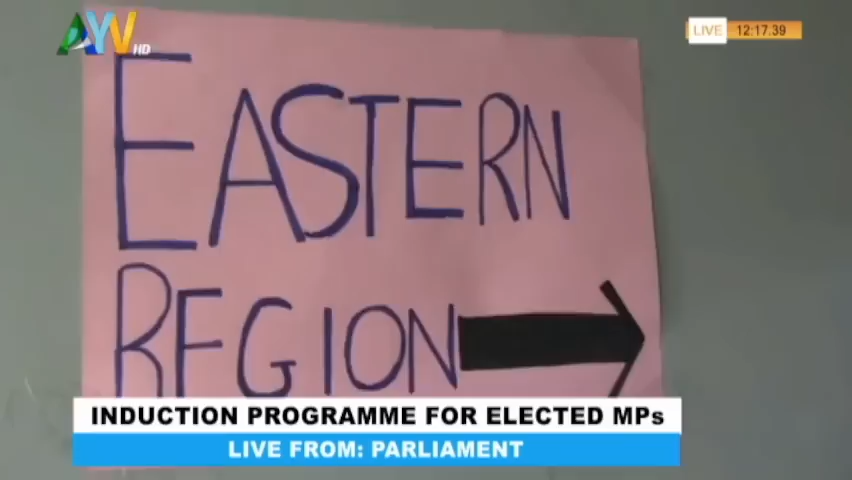 AYV HD
LIVE 12:17.39
EASTERN
REGION
INDUCTION PROGRAMME FOR ELECTED MPs
LIVE FROM: PARLIAMENT